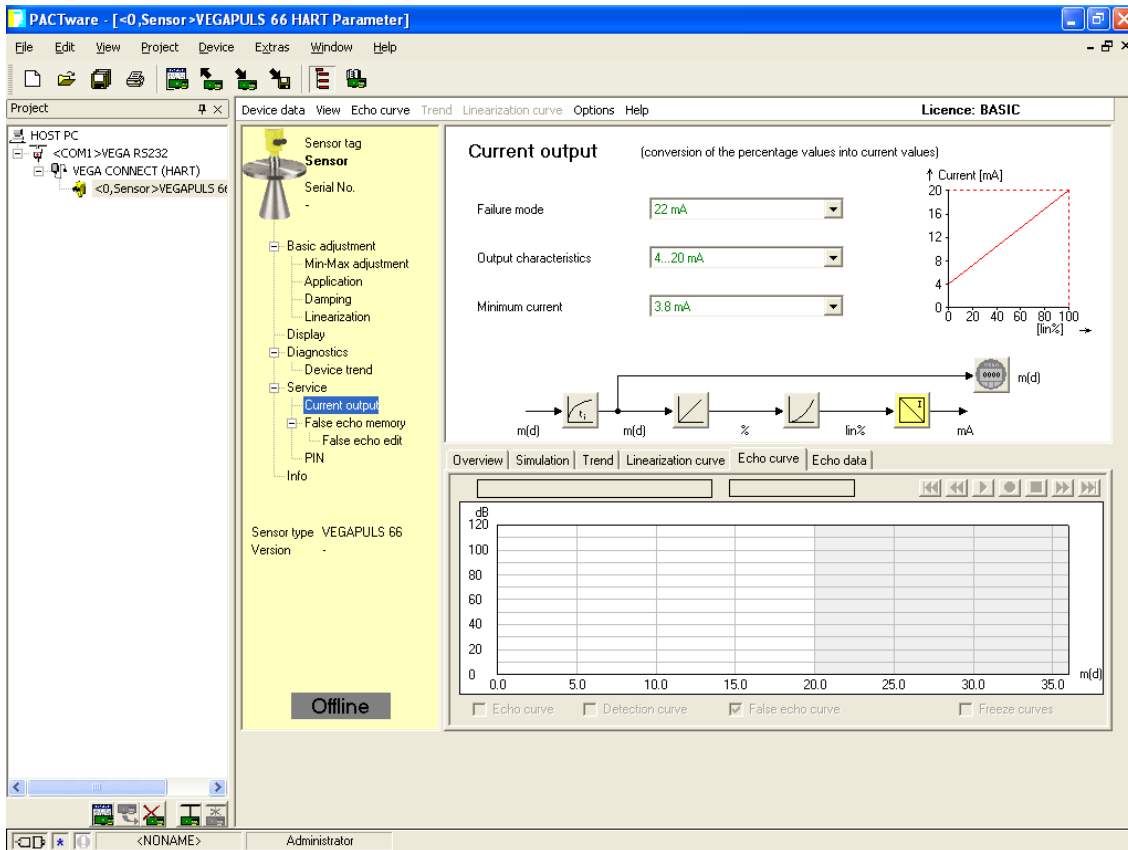 PACTware - [<0,Sensor>VEGAPULS 66 HART Parameter]
File Edit View Project Device Extras Window Help
Project
HOST PC
<COM1>VEGA RS232
VEGA CONNECT (HART)
<0,Sensor>VEGAPULS 66
Device data View Echo curve Trend Linearization curve Options Help Licence: BASIC
Sensor tag
Sensor
Serial No.
-
Basic adjustment
Min-Max adjustment
Application
Damping
Linearization
Display
Diagnostics
Device trend
Service
Current output
False echo memory
False echo edit
PIN
Info
Sensor type VEGAPULS 66
Version -
Offline
Current output (conversion of the percentage values into current values)
Failure mode 22 mA
Output characteristics 4...20 mA
Minimum current 3.8 mA
Current [mA]
20
16
12
8
4
0
0 20 40 60 80 100
[lin%]
0000 m(d)
t i I
m(d) m(d) % lin% mA
Overview Simulation Trend Linearization curve Echo curve Echo data
dB
120
100
80
60
40
20
0
0.0 5.0 10.0 15.0 20.0 25.0 30.0 35.0 m(d)
Echo curve Detection curve False echo curve Freeze curves
<NONAME> Administrator